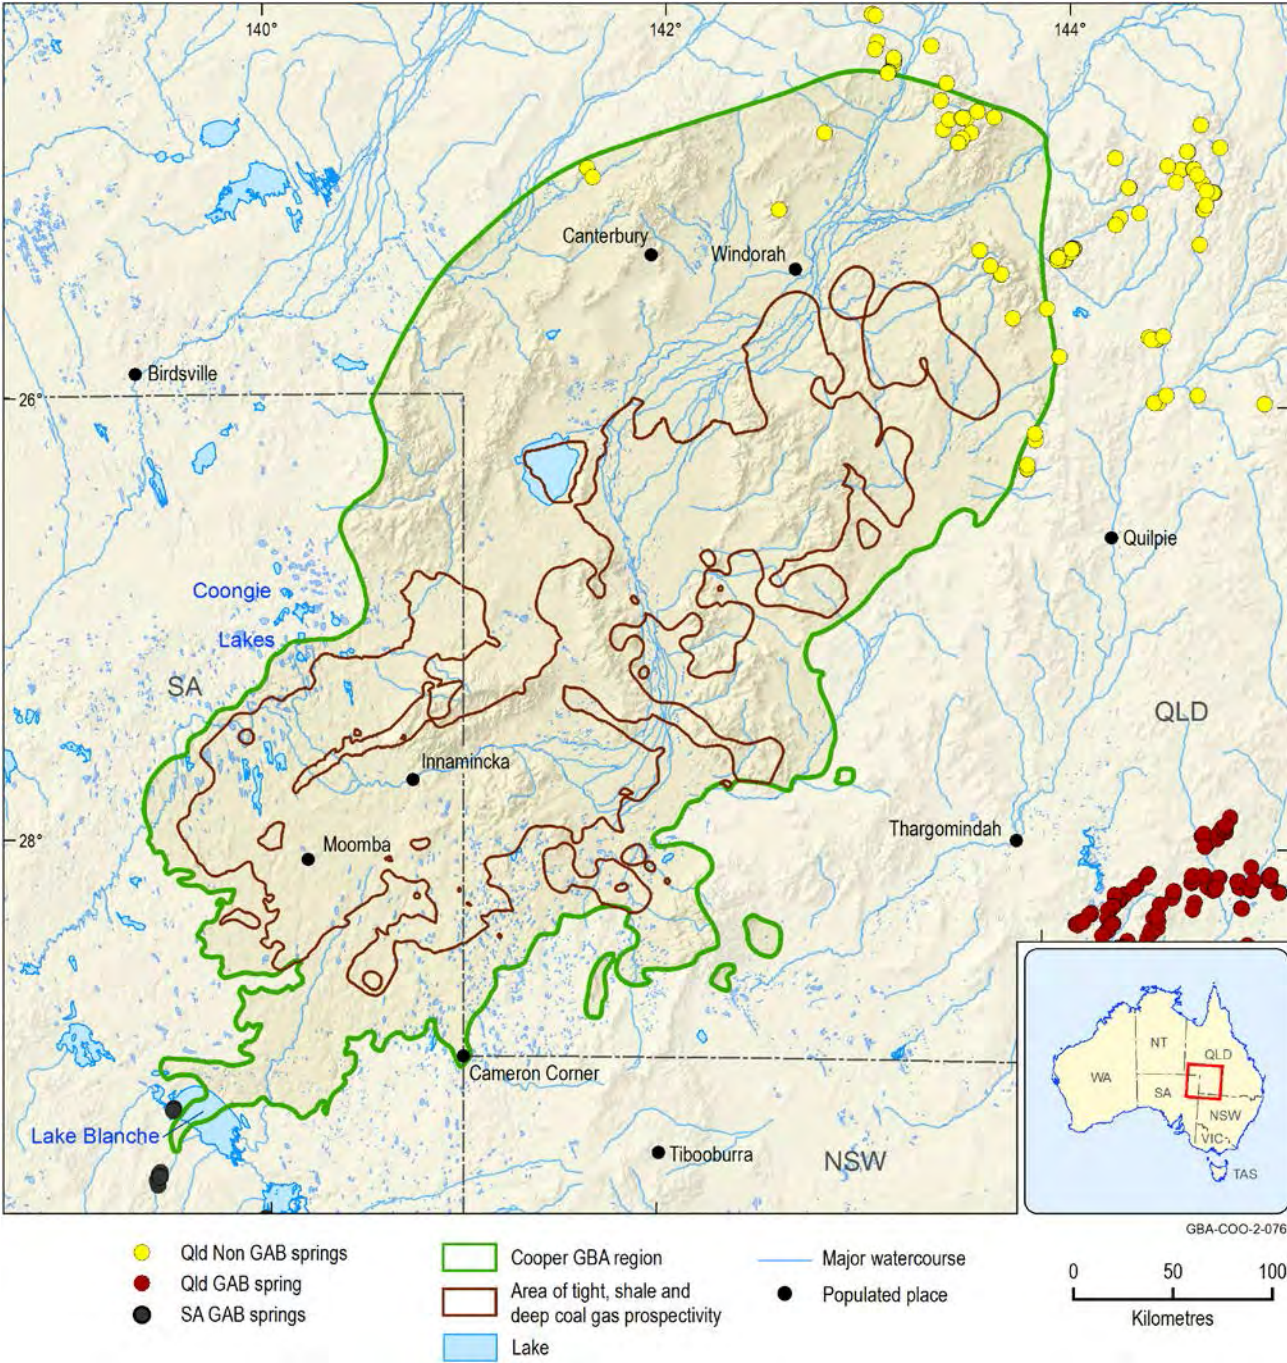 140°
142°
144°
Canterbury
Windorah
Birdsville
26°
Quilpie
Coongie
Lakes
SA
QLD
Innamincka
Thargomindah
28°
Moomba
Cameron Corner
Lake Blanche
Tibooburra
NSW
NT
QLD
WA
SA
NSW
VIC
TAS
GBA-COO-2-076
Qld Non GAB springs
Qld GAB spring
SA GAB springs
Cooper GBA region
Area of tight, shale and
deep coal gas prospectivity
Lake
Major watercourse
Populated place
0 50 100
Kilometres